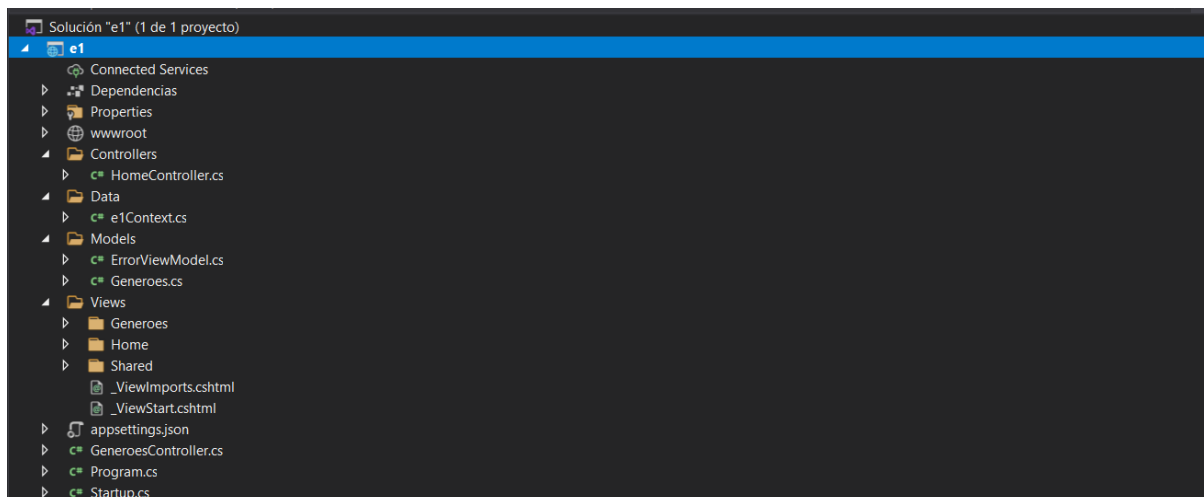 Solución "e1" (1 de 1 proyecto)
e1
Connected Services
Dependencias
Properties
wwwroot
Controllers
C# HomeController.cs
Data
C# e1Context.cs
Models
C# ErrorViewModel.cs
C# Generoes.cs
Views
Generoes
Home
Shared
_ViewImports.cshtml
_ViewStart.cshtml
appsettings.json
C# GeneroesController.cs
C# Program.cs
C# Startup.cs